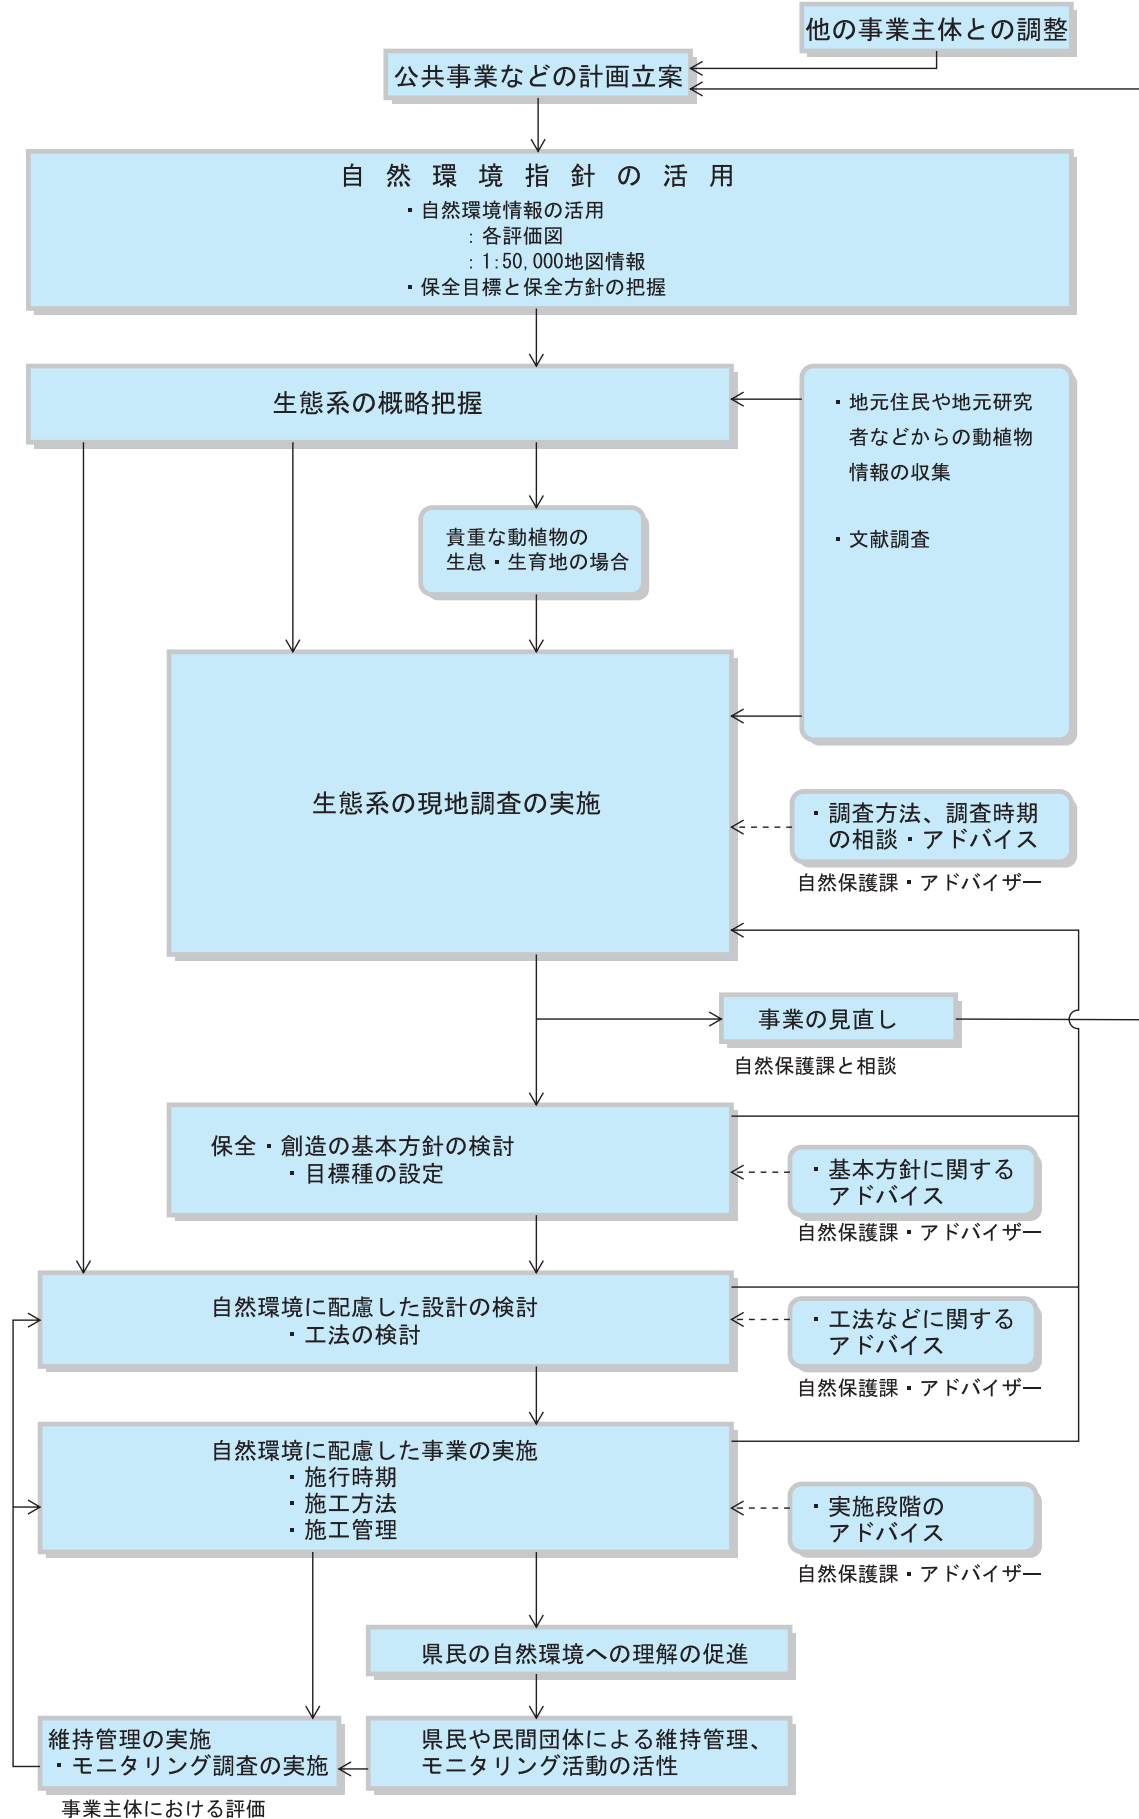 他の事業主体との調整
公共事業などの計画立案
自然環境指針の活用
・自然環境情報の活用
：各評価図
：1:50,000地図情報
・保全目標と保全方針の把握
生態系の概略把握
・地元住民や地元研究
者などからの動植物
情報の収集
・文献調査
貴重な動植物の
生息・生育地の場合
生態系の現地調査の実施
・調査方法、調査時期
の相談・アドバイス
自然保護課・アドバイザー
事業の見直し
自然保護課と相談
保全・創造の基本方針の検討
・目標種の設定
・基本方針に関する
アドバイス
自然保護課・アドバイザー
自然環境に配慮した設計の検討
・工法の検討
・工法などに関する
アドバイス
自然保護課・アドバイザー
自然環境に配慮した事業の実施
・施行時期
・施工方法
・施工管理
・実施段階の
アドバイス
自然保護課・アドバイザー
県民の自然環境への理解の促進
維持管理の実施
・モニタリング調査の実施
県民や民間団体による維持管理、
モニタリング活動の活性
事業主体における評価